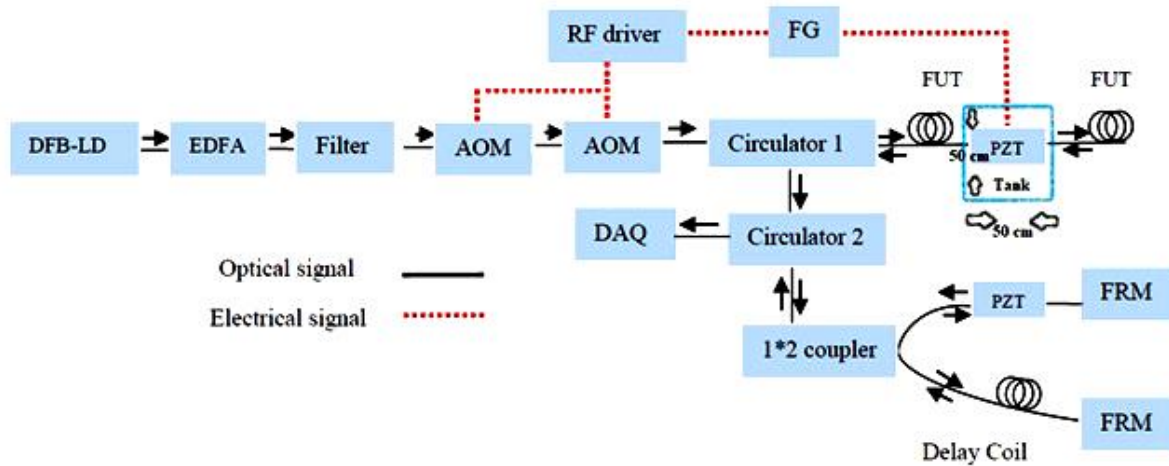 RF driver
FG
FUT
FUT
DFB-LD
EDFA
Filter
AOM
AOM
Circulator 1
50 cm
PZT
Tank
50 cm
DAQ
Circulator 2
Optical signal
Electrical signal
PZT
FRM
1*2 coupler
FRM
Delay Coil